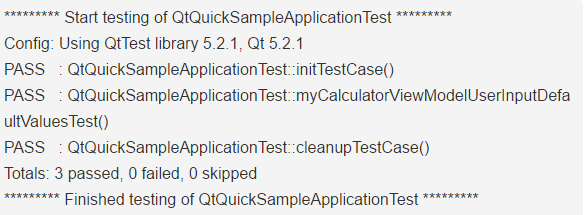 ********* Start testing of QtQuickSampleApplicationTest *********
Config: Using QtTest library 5.2.1, Qt 5.2.1
PASS   : QtQuickSampleApplicationTest::initTestCase()
PASS   : QtQuickSampleApplicationTest::myCalculatorViewModelUserInputDefa
ultValuesTest()
PASS   : QtQuickSampleApplicationTest::cleanupTestCase()
Totals: 3 passed, 0 failed, 0 skipped
********* Finished testing of QtQuickSampleApplicationTest *********